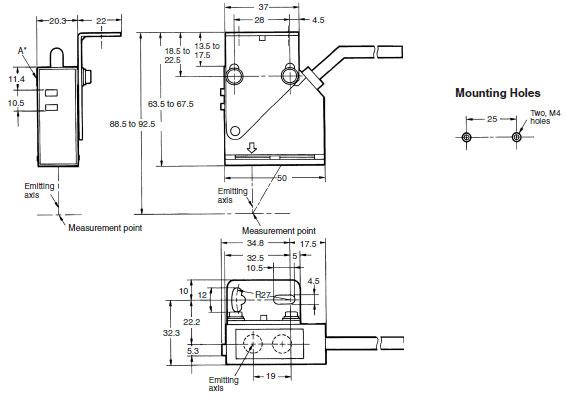 37
20.3
22
28
4.5
A*
18.5 to
22.5
13.5 to
17.5
11.4
10.5
63.5 to 67.5
88.5 to 92.5
Mounting Holes
25
Two, M4
holes
50
Emitting
axis
Measurement point
Emitting
axis
Measurement point
34.8
17.5
32.5
5
10.5
10
12
R27
4.5
22.2
32.3
5.3
19
Emitting
axis